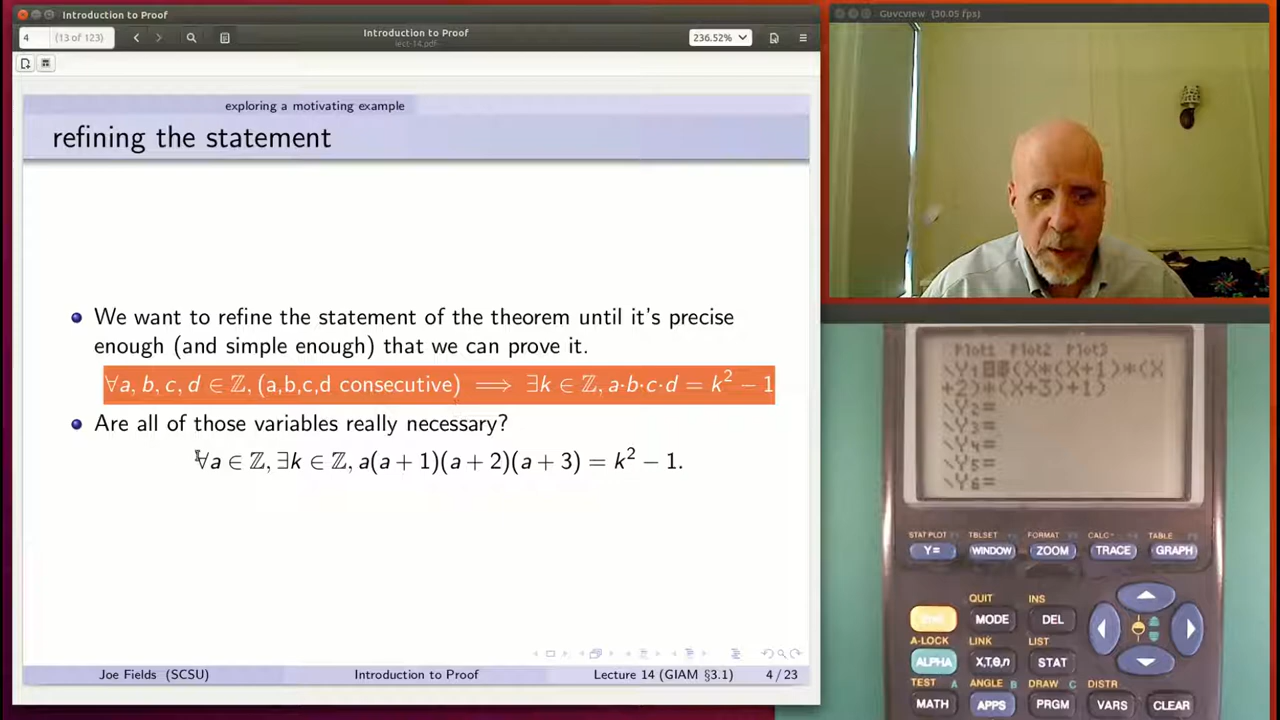 Introduction to Proof
4 (13 of 123)
Introduction to Proof
lect-14.pdf
236.52%
exploring a motivating example
refining the statement
We want to refine the statement of the theorem until it's precise
enough (and simple enough) that we can prove it.
∀a, b, c, d ∈ ℤ, (a,b,c,d consecutive) ⟹ ∃k ∈ ℤ, a·b·c·d = k² − 1
Are all of those variables really necessary?
∀a ∈ ℤ, ∃k ∈ ℤ, a(a + 1)(a + 2)(a + 3) = k² − 1.
Joe Fields (SCSU) Introduction to Proof Lecture 14 (GIAM §3.1) 4 / 23
Guvcview (30.05 fps)
Plot1 Plot2 Plot3
(X*(X+1)*(X
+2)*(X+3)+1)
\Y2=
\Y3=
\Y4=
\Y5=
\Y6=
STAT PLOT TBLSET FORMAT CALC TABLE
Y= WINDOW ZOOM TRACE GRAPH
QUIT INS
MODE DEL
A-LOCK LINK LIST
ALPHA X,T,θ,n STAT
TEST A ANGLE B DRAW C DISTR
MATH APPS PRGM VARS CLEAR